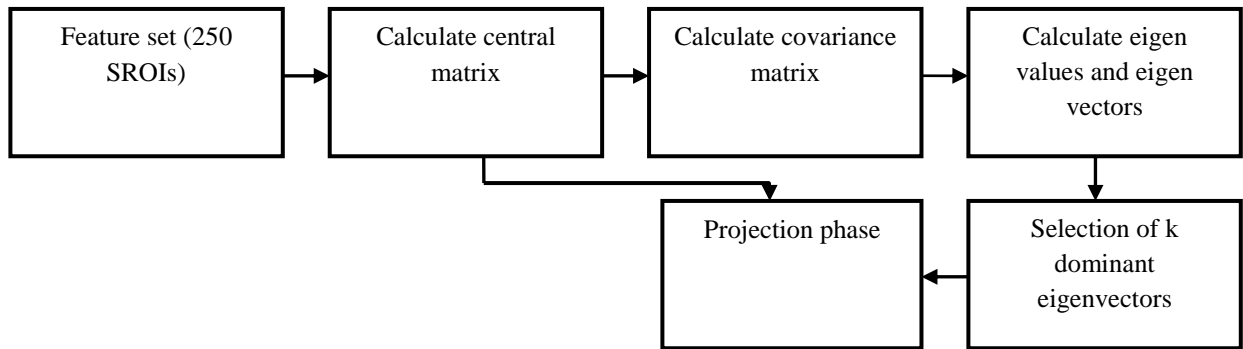 Feature set (250
SROIs)
Calculate central
matrix
Calculate covariance
matrix
Calculate eigen
values and eigen
vectors
Projection phase
Selection of k
dominant
eigenvectors